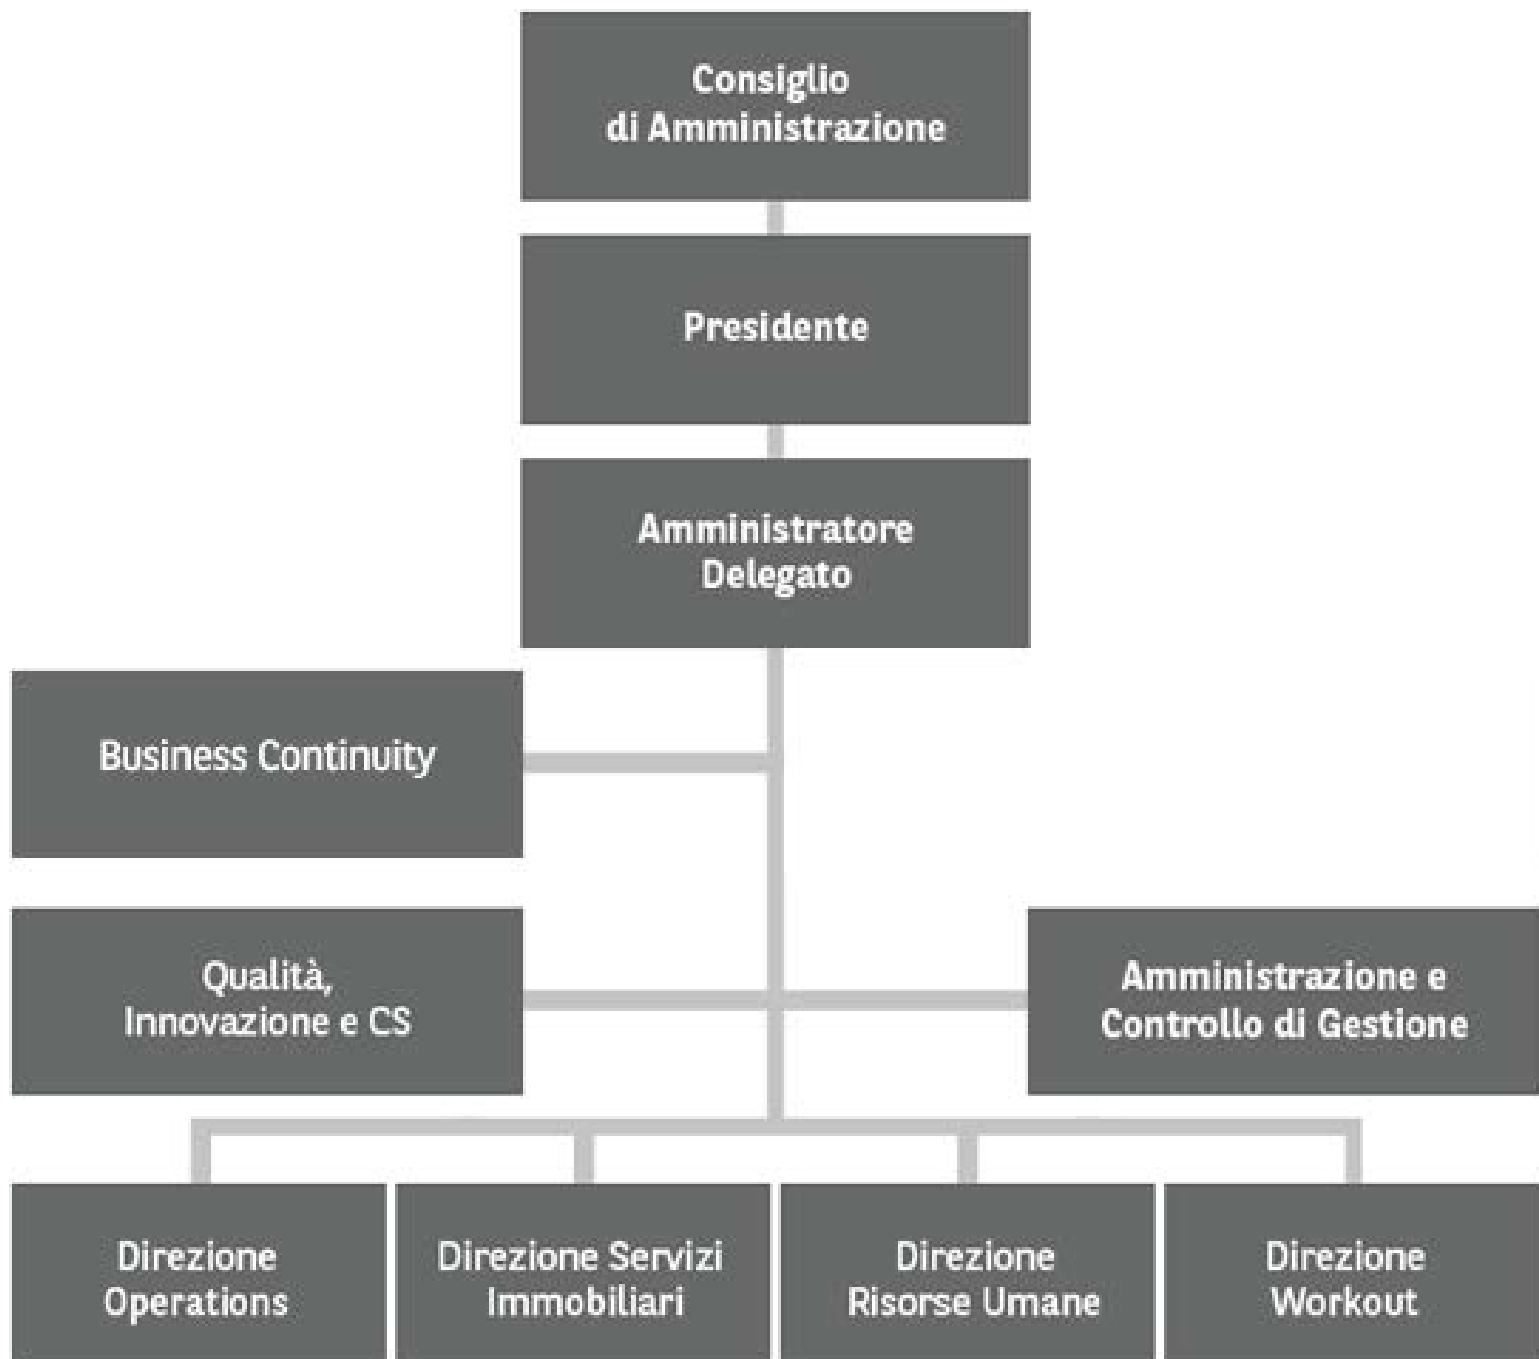 Consiglio
di Amministrazione
Presidente
Amministratore
Delegato
Business Continuity
Qualità,
Innovazione e CS
Amministrazione e
Controllo di Gestione
Direzione
Operations
Direzione Servizi
Immobiliari
Direzione
Risorse Umane
Direzione
Workout